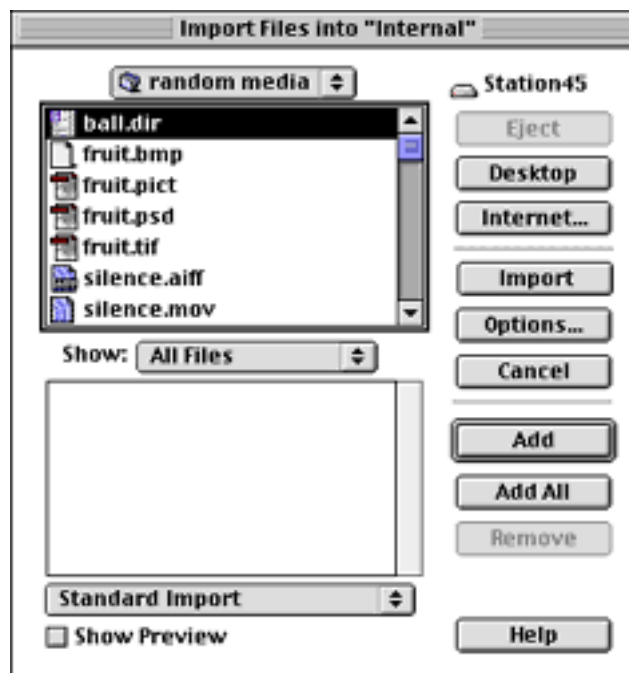 Import Files into "Internal"
random media
Station45
ball.dir
fruit.bmp
fruit.pict
fruit.psd
fruit.tif
silence.aiff
silence.mov
Eject
Desktop
Internet...
Import
Options...
Cancel
Show: All Files
Add
Add All
Remove
Standard Import
Show Preview
Help